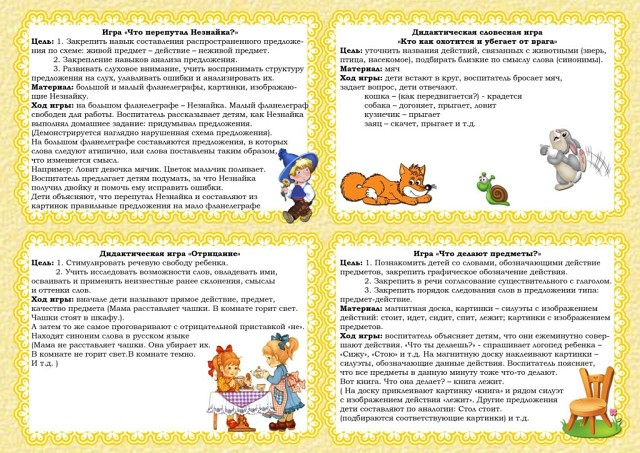 Игра «Что перепутал Незнайка?»
Цель: 1. Закрепить навык составления распространенного предложе-
ния по схеме: живой предмет – действие – неживой предмет.
2. Закрепление навыков анализа предложения.
3. Развивать слуховое внимание, учить воспринимать структуру
предложения на слух, улавливать ошибки и анализировать их.
Материал: большой и малый фланелеграфы, картинки, изображаю-
щие Незнайку.
Ход игры: на большом фланелеграфе – Незнайка. Малый фланелеграф
свободен для работы. Воспитатель рассказывает детям, как Незнайка
выполнял домашнее задание: придумывал предложения.
(Демонстрируется наглядно нарушенная схема предложения).
На большом фланелеграфе составляются предложения, в которых
слова следуют атипично, или слова поставлены таким образом,
что изменяется смысл.
Например: Ловит девочка мячик. Цветок мальчик поливает.
Воспитатель предлагает детям подумать, за что Незнайка
получил двойку и помочь ему исправить ошибки.
Дети объясняют, что перепутал Незнайка и составляют из
картинок правильные предложения на мало фланелеграфе
Дидактическая словесная игра
«Кто как охотится и убегает от врага»
Цель: уточнить названия действий, связанных с животными (зверь,
птица, насекомое), подбирать близкие по смыслу слова (синонимы).
Материал: мяч
Ход игры: дети встают в круг, воспитатель бросает мяч,
задает вопрос, дети отвечают.
кошка – (как передвигается?) - крадется
собака – догоняет, прыгает, ловит
кузнечик – прыгает
заяц – скачет, прыгает и т.д.
Дидактическая игра «Отрицание»
Цель: 1. Стимулировать речевую свободу ребенка.
2. Учить исследовать возможности слов, овладевать ими,
осваивать и применять неизвестные ранее склонения, смыслы
и оттенки слов.
Ход игры: вначале дети называют прямое действие, предмет,
качество предмета (Мама расставляет чашки. В комнате горит свет.
Чашки стоят в шкафу.).
А затем то же самое проговаривают с отрицательной приставкой «не».
Находят синоним слова в русском языке
(Мама не расставляет чашки. Она убирает их.
В комнате не горит свет.В комнате темно.
И т.д. )
Игра «Что делают предметы?»
Цель: 1. Познакомить детей со словами, обозначающими действие
предметов, закрепить графическое обозначение действия.
2. Закрепить в речи согласование существительного с глаголом.
3. Закрепить порядок следования слов в предложении типа:
предмет-действие.
Материал: магнитная доска, картинки – силуэты с изображением
действий: стоит, идет, сидит, спит, лежит; картинки с изображением
предметов.
Ход игры: воспитатель объясняет детям, что они ежеминутно совер-
шают действия. «Что ты делаешь?» - спрашивает логопед ребенка –
«Сижу», «Стою» и т.д. На магнитную доску наклеивают картинки –
силуэты, обозначающие данные действия. Воспитатель поясняет,
что все предметы в данную минуту тоже что-то делают.
Вот книга. Что она делает? – книга лежит.
( На доску приклеивают картинку «книга» и рядом силуэт
с изображением действия «лежит». Другие предложения
дети составляют по аналогии: Стол стоит.
(подбираются соответствующие картинки) и т.д.